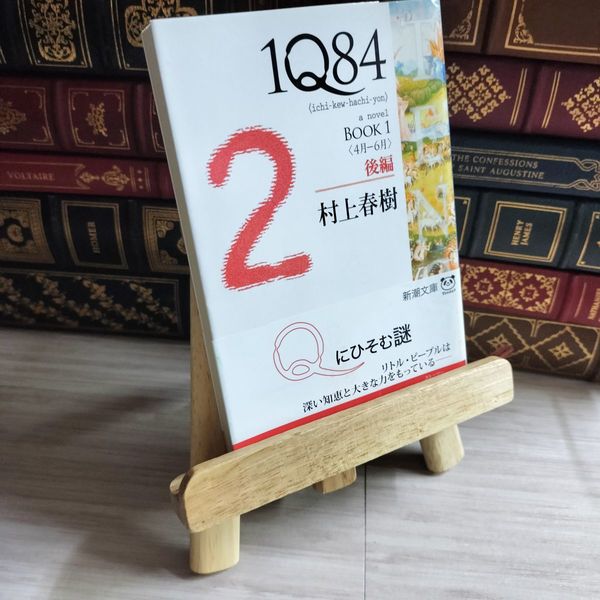 1Q84
(ichi-kew-hachi-yon)
a novel
BOOK 1
〈4月―6月〉
後編
2
村上春樹
新潮文庫
Qにひそむ謎
リトル・ピープルは
深い知恵と大きな力をもっている――
VOLTAIRE
HOMER
THE CONFESSIONS
SAINT AUGUSTINE
HENRY
JAMES